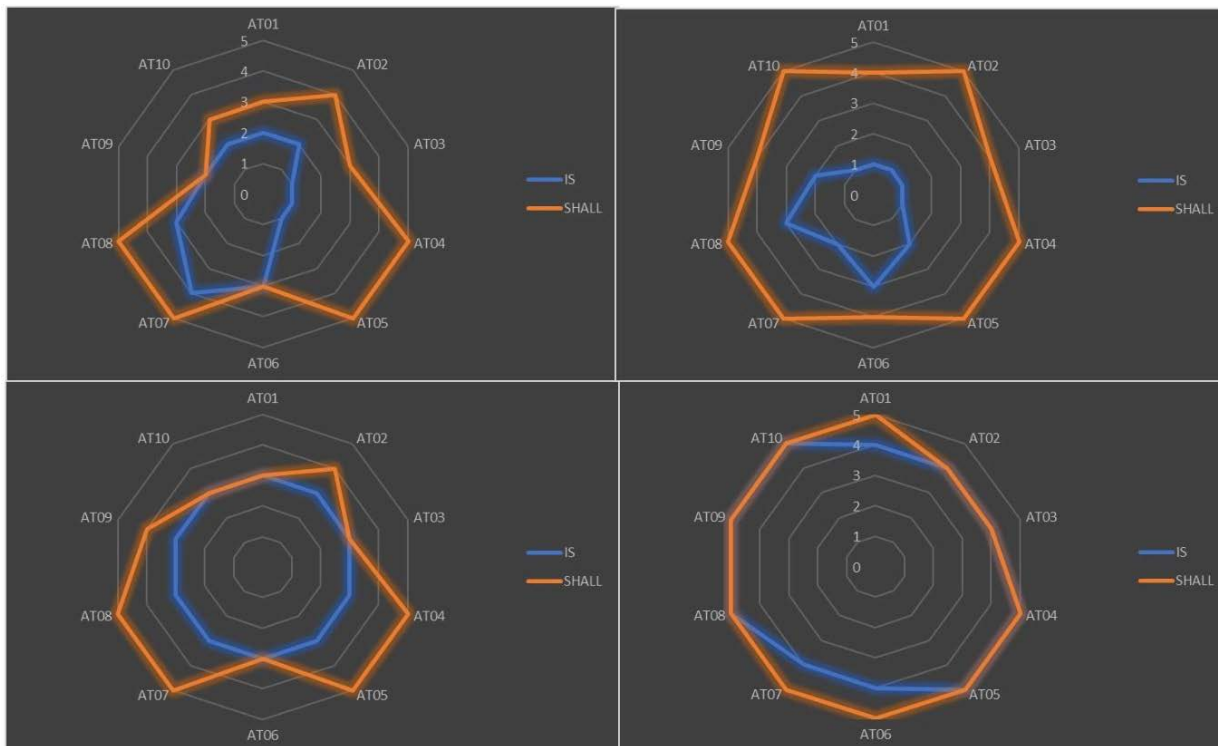 AT01
5
AT10
4
AT02
3
2
AT09
1
AT03
0
IS
SHALL
AT08
AT04
AT07
AT05
AT06
AT01
5
AT10
4
AT02
3
2
AT09
1
AT03
0
IS
SHALL
AT08
AT04
AT07
AT05
AT06
AT01
AT10
AT02
AT09
AT03
IS
SHALL
AT08
AT04
AT07
AT05
AT06
AT01
5
AT10
4
AT02
3
2
AT09
1
AT03
0
IS
SHALL
AT08
AT04
AT07
AT05
AT06